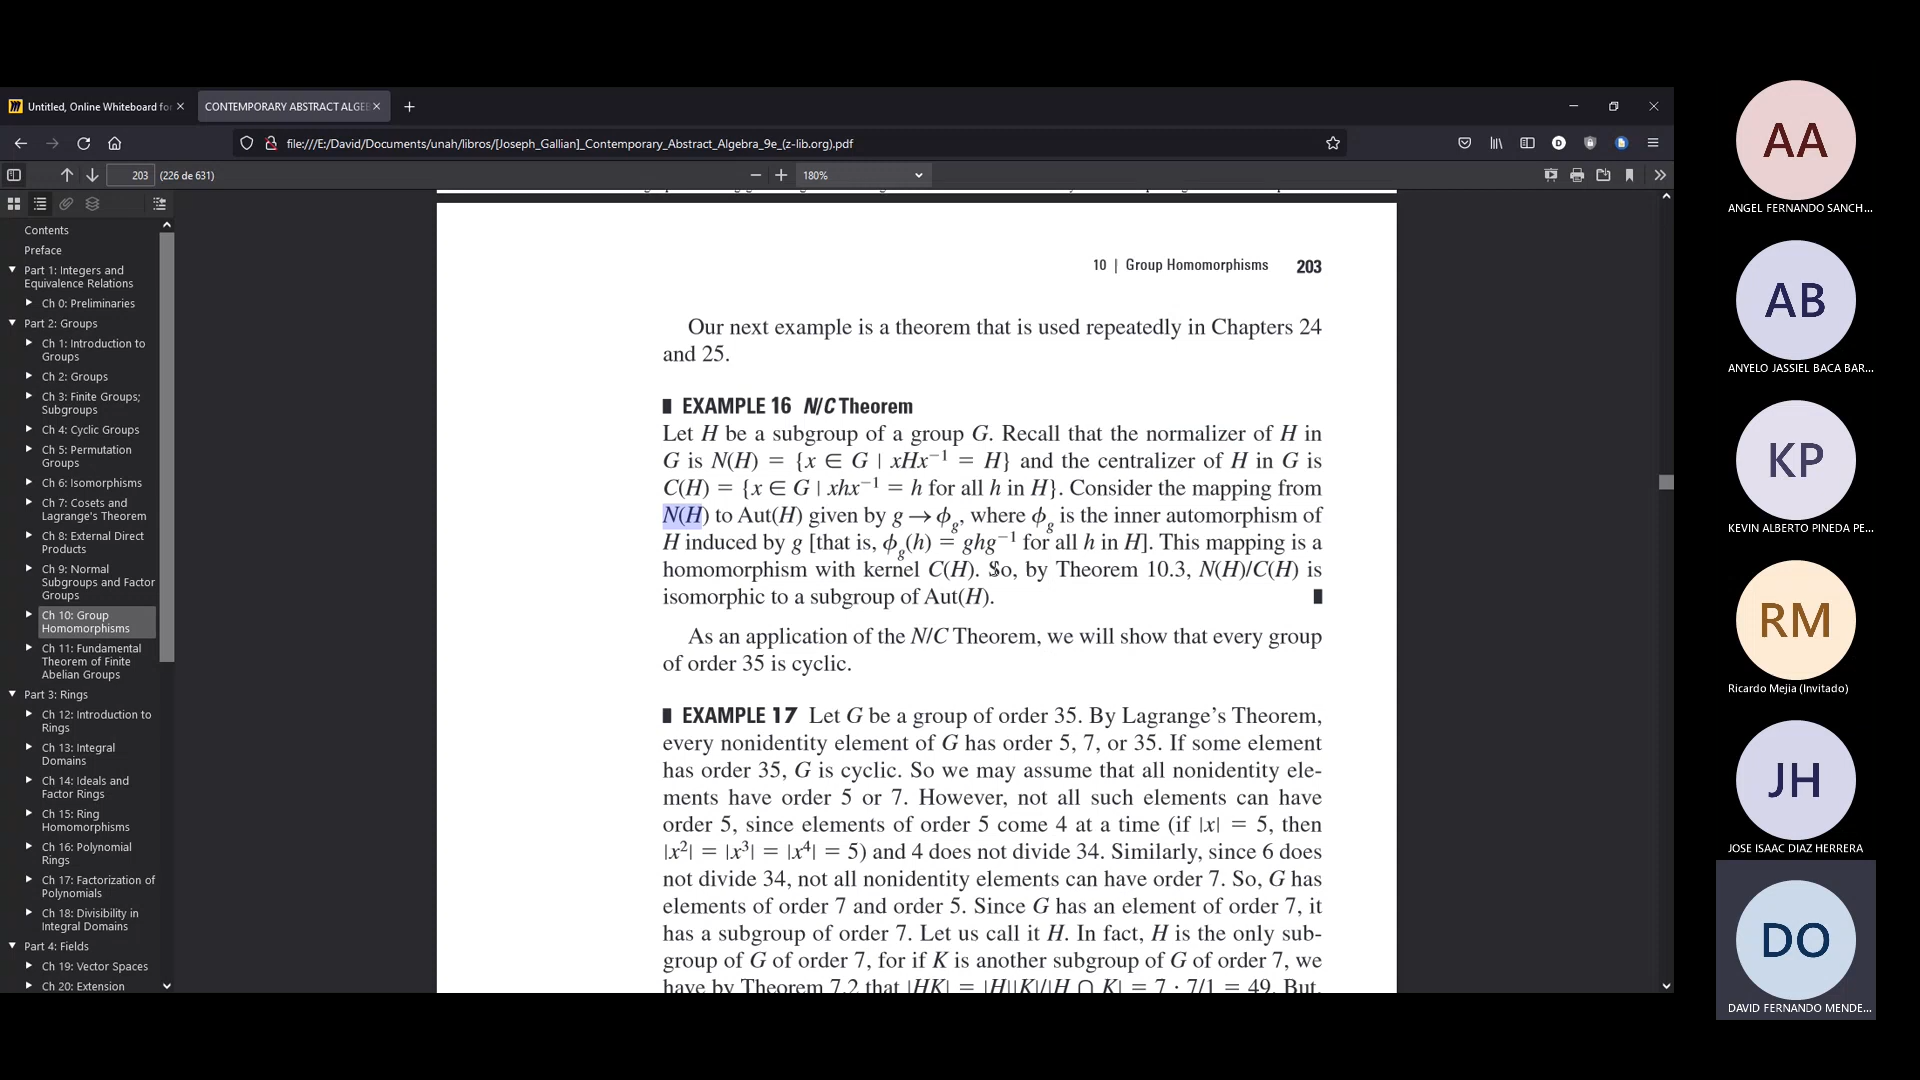 Untitled, Online Whiteboard fo
CONTEMPORARY ABSTRACT ALGEB
file:///E:/David/Documents/unah/libros/[Joseph_Gallian]_Contemporary_Abstract_Algebra_9e_(z-lib.org).pdf
203 (226 de 631)
180%
Contents
Preface
Part 1: Integers and
Equivalence Relations
Ch 0: Preliminaries
Part 2: Groups
Ch 1: Introduction to
Groups
Ch 2: Groups
Ch 3: Finite Groups;
Subgroups
Ch 4: Cyclic Groups
Ch 5: Permutation
Groups
Ch 6: Isomorphisms
Ch 7: Cosets and
Lagrange's Theorem
Ch 8: External Direct
Products
Ch 9: Normal
Subgroups and Factor
Groups
Ch 10: Group
Homomorphisms
Ch 11: Fundamental
Theorem of Finite
Abelian Groups
Part 3: Rings
Ch 12: Introduction to
Rings
Ch 13: Integral
Domains
Ch 14: Ideals and
Factor Rings
Ch 15: Ring
Homomorphisms
Ch 16: Polynomial
Rings
Ch 17: Factorization of
Polynomials
Ch 18: Divisibility in
Integral Domains
Part 4: Fields
Ch 19: Vector Spaces
Ch 20: Extension
10 | Group Homomorphisms 203
Our next example is a theorem that is used repeatedly in Chapters 24
and 25.
EXAMPLE 16 N/C Theorem
Let H be a subgroup of a group G. Recall that the normalizer of H in
G is N(H) = {x ∈ G | xHx⁻¹ = H} and the centralizer of H in G is
C(H) = {x ∈ G | xhx⁻¹ = h for all h in H}. Consider the mapping from
N(H) to Aut(H) given by g → ϕg, where ϕg is the inner automorphism of
H induced by g [that is, ϕg(h) = ghg⁻¹ for all h in H]. This mapping is a
homomorphism with kernel C(H). So, by Theorem 10.3, N(H)/C(H) is
isomorphic to a subgroup of Aut(H).
As an application of the N/C Theorem, we will show that every group
of order 35 is cyclic.
EXAMPLE 17 Let G be a group of order 35. By Lagrange's Theorem,
every nonidentity element of G has order 5, 7, or 35. If some element
has order 35, G is cyclic. So we may assume that all nonidentity ele-
ments have order 5 or 7. However, not all such elements can have
order 5, since elements of order 5 come 4 at a time (if |x| = 5, then
|x²| = |x³| = |x⁴| = 5) and 4 does not divide 34. Similarly, since 6 does
not divide 34, not all nonidentity elements can have order 7. So, G has
elements of order 7 and order 5. Since G has an element of order 7, it
has a subgroup of order 7. Let us call it H. In fact, H is the only sub-
group of G of order 7, for if K is another subgroup of G of order 7, we
have by Theorem 7.2 that |HK| = |H||K|/|H ∩ K| = 7 · 7/1 = 49. But,
AA
ANGEL FERNANDO SANCH...
AB
ANYELO JASSIEL BACA BAR...
KP
KEVIN ALBERTO PINEDA PE...
RM
Ricardo Mejia (Invitado)
JH
JOSE ISAAC DIAZ HERRERA
DO
DAVID FERNANDO MENDE...